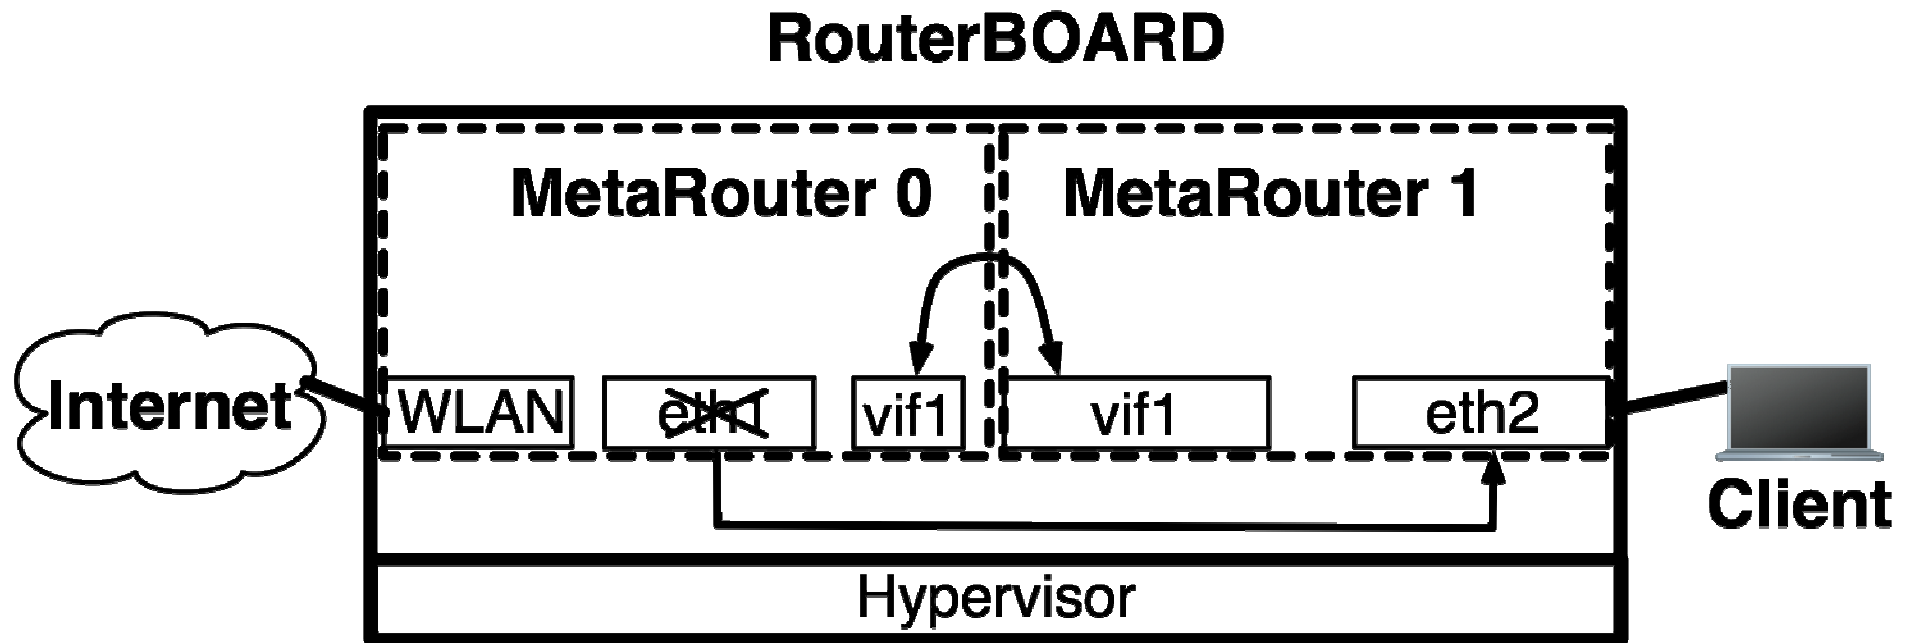 RouterBOARD
MetaRouter 0
MetaRouter 1
Internet
WLAN
eth1
vif1
vif1
eth2
Client
Hypervisor